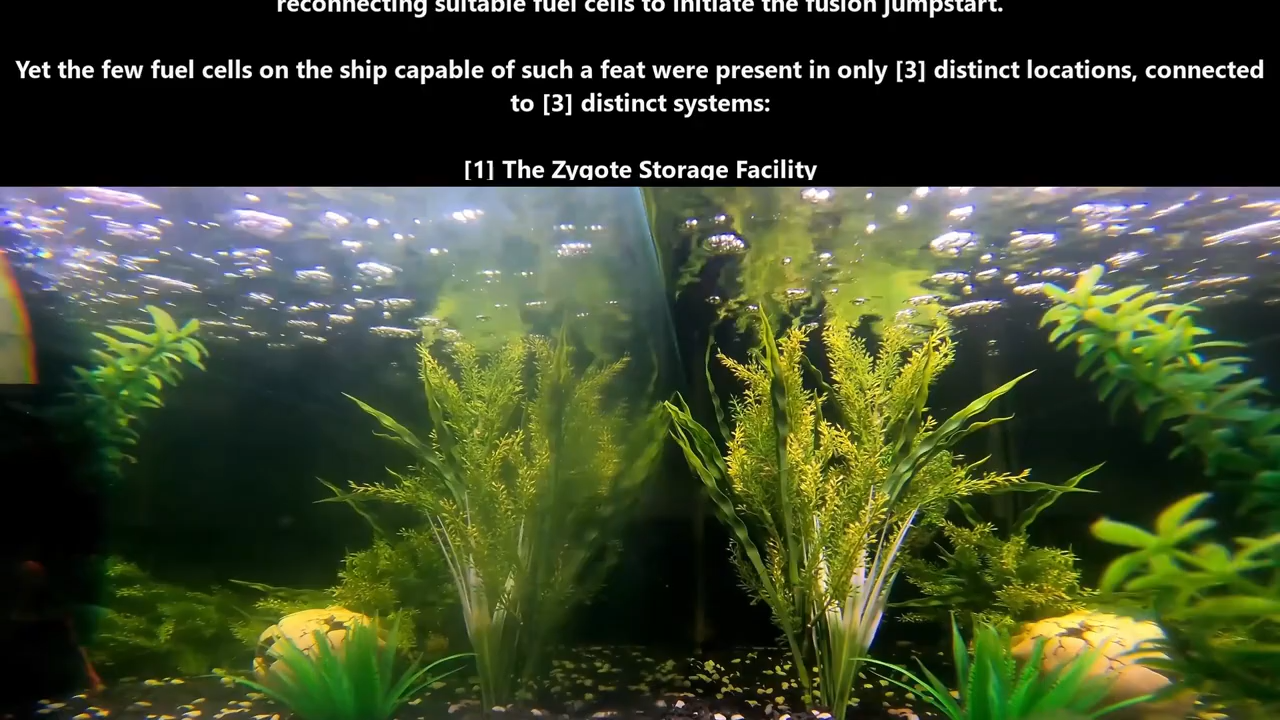 reconnecting suitable fuel cells to initiate the fusion jumpstart.
Yet the few fuel cells on the ship capable of such a feat were present in only [3] distinct locations, connected
to [3] distinct systems:
[1] The Zygote Storage Facility